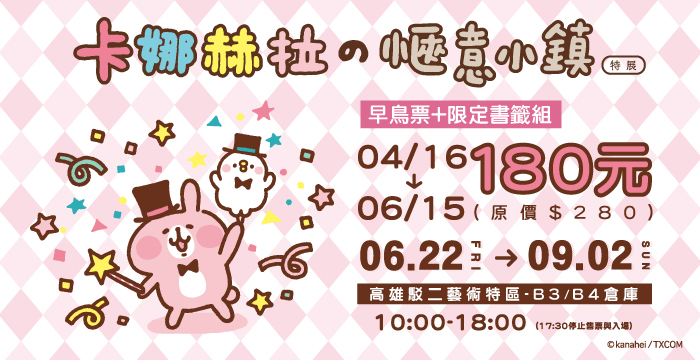 卡娜赫拉の愜意小鎮 特展
早鳥票+限定書籤組
04/16 ↓ 06/15
180元
(原價$280)
06.22 FRI → 09.02 SUN
高雄駁二藝術特區-B3/B4倉庫
10:00-18:00 (17:30停止售票與入場)
©kanahei/TXCOM